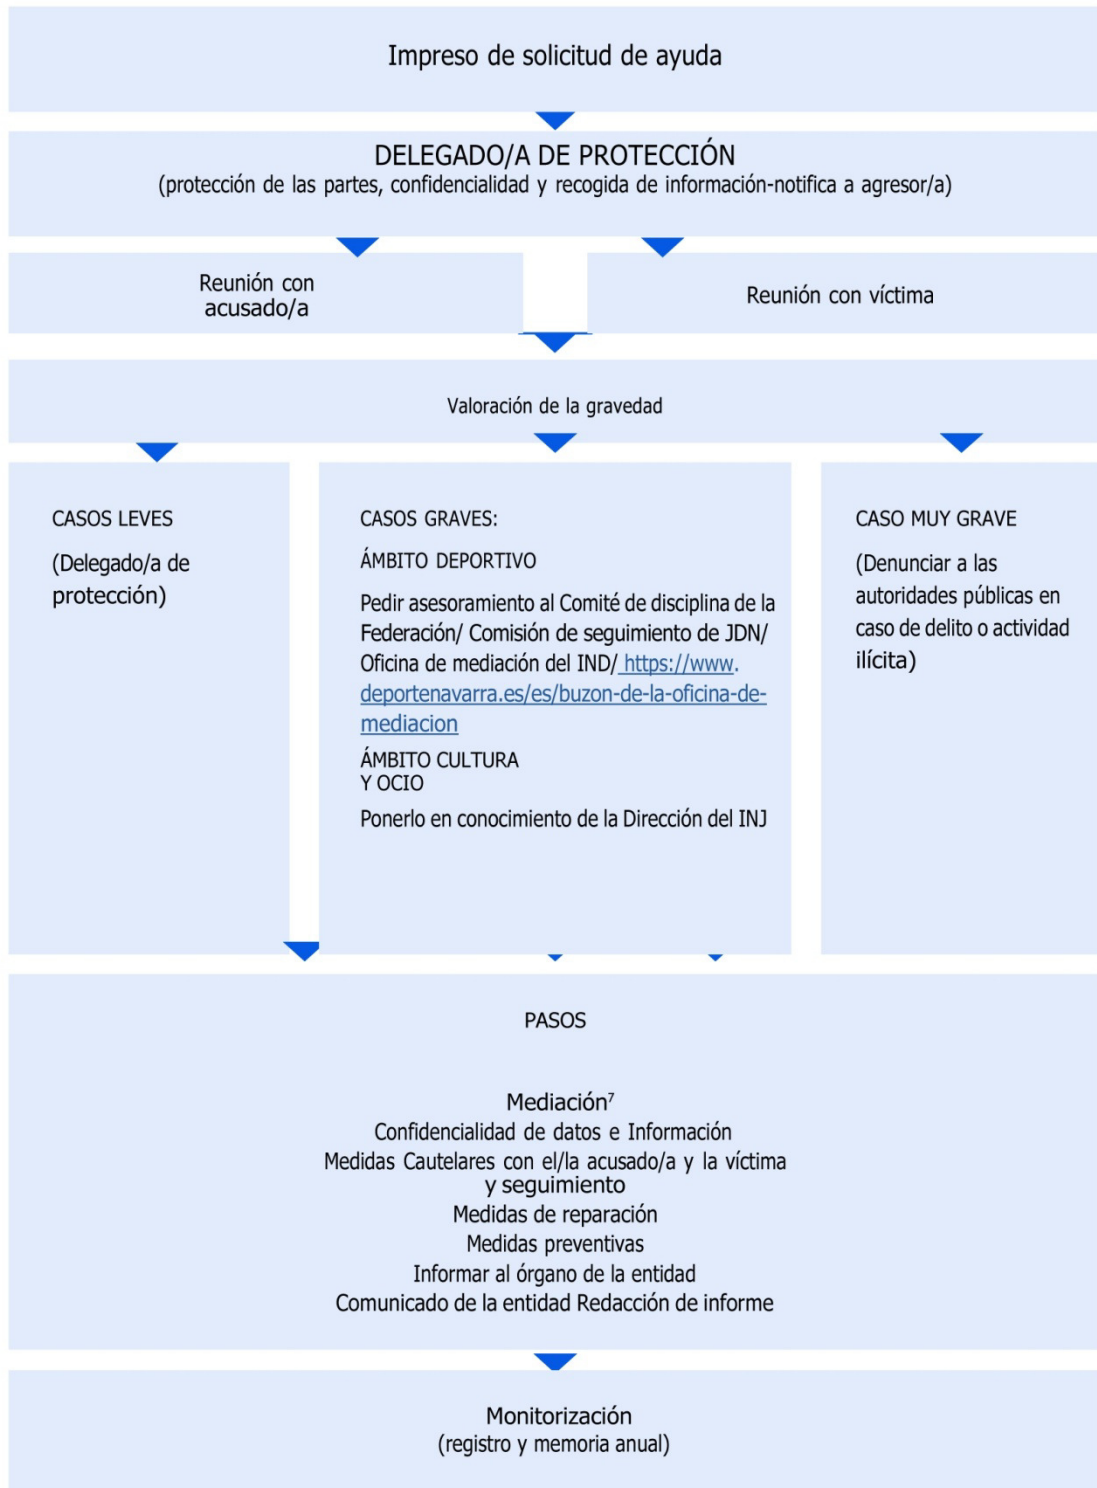 Impreso de solicitud de ayuda
DELEGADO/A DE PROTECCIÓN
(protección de las partes, confidencialidad y recogida de información-notifica a agresor/a)
Reunión con
acusado/a
Reunión con víctima
Valoración de la gravedad
CASOS LEVES
(Delegado/a de
protección)
CASOS GRAVES:
ÁMBITO DEPORTIVO
Pedir asesoramiento al Comité de disciplina de la
Federación/ Comisión de seguimiento de JDN/
Oficina de mediación del IND/ https://www.
deportenavarra.es/es/buzon-de-la-oficina-de-
mediacion
ÁMBITO CULTURA
Y OCIO
Ponerlo en conocimiento de la Dirección del INJ
CASO MUY GRAVE
(Denunciar a las
autoridades públicas en
caso de delito o actividad
ilícita)
PASOS
Mediación⁷
Confidencialidad de datos e Información
Medidas Cautelares con el/la acusado/a y la víctima
y seguimiento
Medidas de reparación
Medidas preventivas
Informar al órgano de la entidad
Comunicado de la entidad Redacción de informe
Monitorización
(registro y memoria anual)